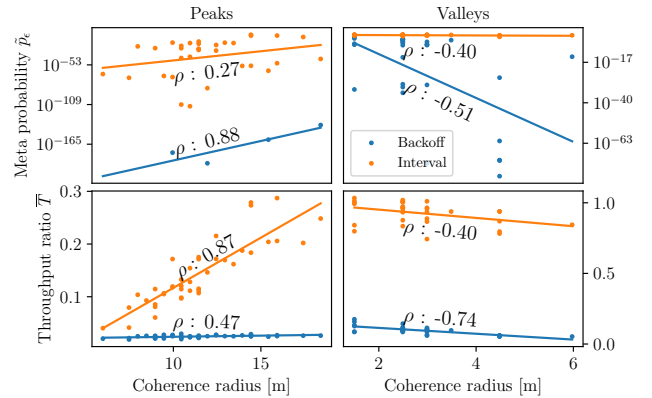 Peaks
Valleys
Meta probability p̃ϵ
10⁻⁵³
10⁻¹⁰⁹
10⁻¹⁶⁵
ρ : 0.27
ρ : 0.88
ρ : -0.40
ρ : -0.51
Backoff
Interval
10⁻¹⁷
10⁻⁴⁰
10⁻⁶³
Throughput ratio T̅
0.3
0.2
0.1
ρ : 0.87
ρ : 0.47
ρ : -0.40
ρ : -0.74
1.0
0.5
0.0
10 15
2 4 6
Coherence radius [m]
Coherence radius [m]